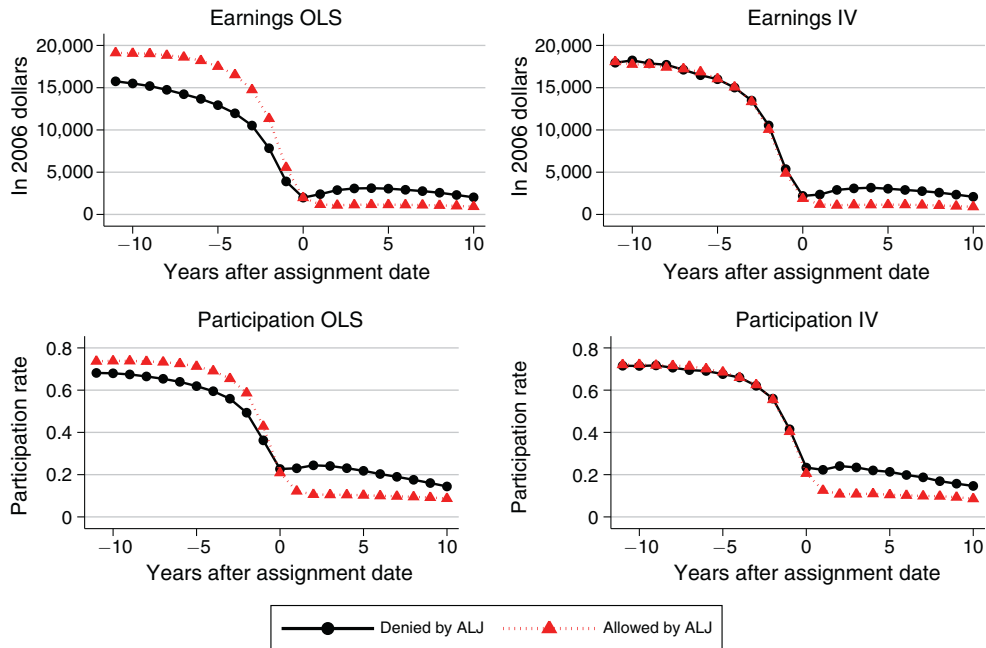 Earnings OLS
In 2006 dollars
20,000
15,000
10,000
5,000
0
−10 −5 0 5 10
Years after assignment date
Earnings IV
In 2006 dollars
20,000
15,000
10,000
5,000
0
−10 −5 0 5 10
Years after assignment date
Participation OLS
Participation rate
0.8
0.6
0.4
0.2
0
−10 −5 0 5 10
Years after assignment date
Participation IV
Participation rate
0.8
0.6
0.4
0.2
0
−10 −5 0 5 10
Years after assignment date
Denied by ALJ Allowed by ALJ